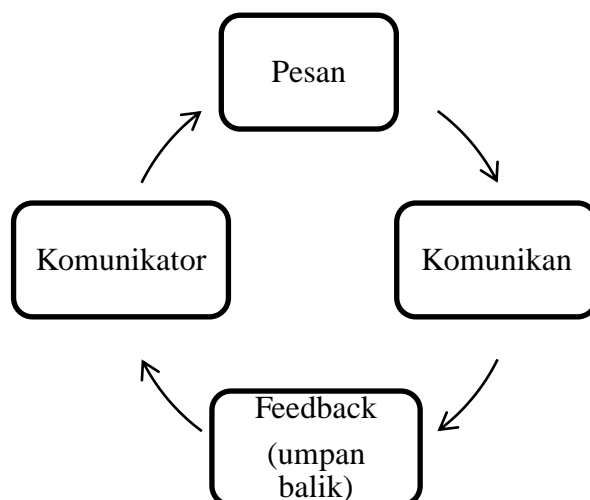 Pesan
Komunikator
Komunikan
Feedback
(umpan
balik)